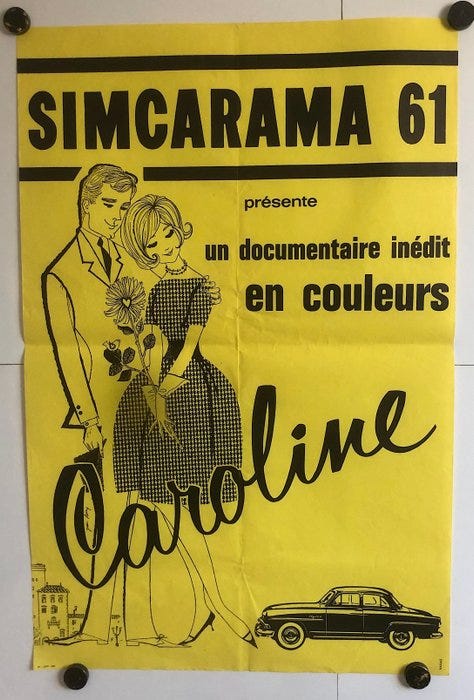 SIMCARAMA 61
présente
un documentaire inédit
en couleurs
Caroline